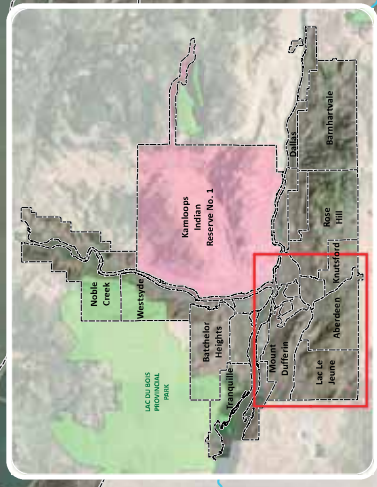 LAC DU BOIS
PROVINCIAL
PARK
Noble
Creek
Westsyde
Kamloops
Indian
Reserve No. 1
Batchelor
Heights
Tranquille
Mount
Dufferin
Lac Le
Jeune
Aberdeen
Knutsford
Rose
Hill
Dallas
Barnhartvale